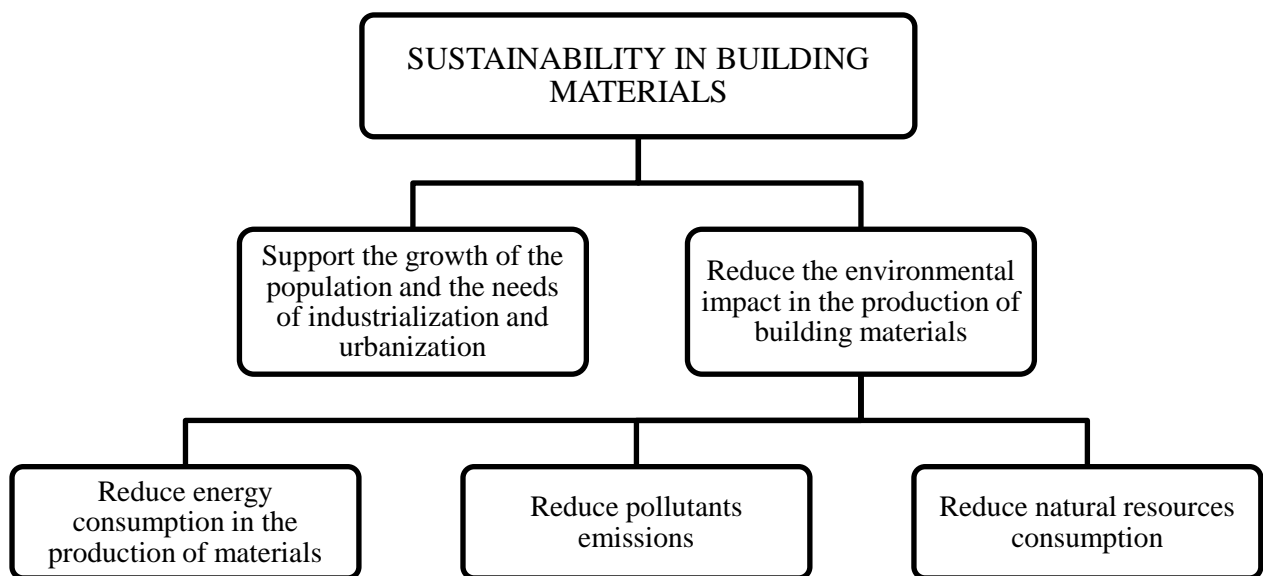 SUSTAINABILITY IN BUILDING
MATERIALS
Support the growth of the
population and the needs
of industrialization and
urbanization
Reduce the environmental
impact in the production of
building materials
Reduce energy
consumption in the
production of materials
Reduce pollutants
emissions
Reduce natural resources
consumption